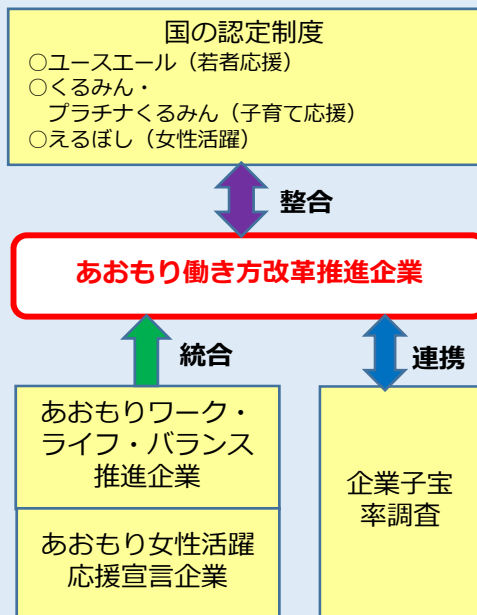 国の認定制度
○ユースエール（若者応援）
○くるみん・
プラチナくるみん（子育て応援）
○えるぼし（女性活躍）
整合
あおもり働き方改革推進企業
統合
連携
あおもりワーク・
ライフ・バランス
推進企業
あおもり女性活躍
応援宣言企業
企業子宝
率調査